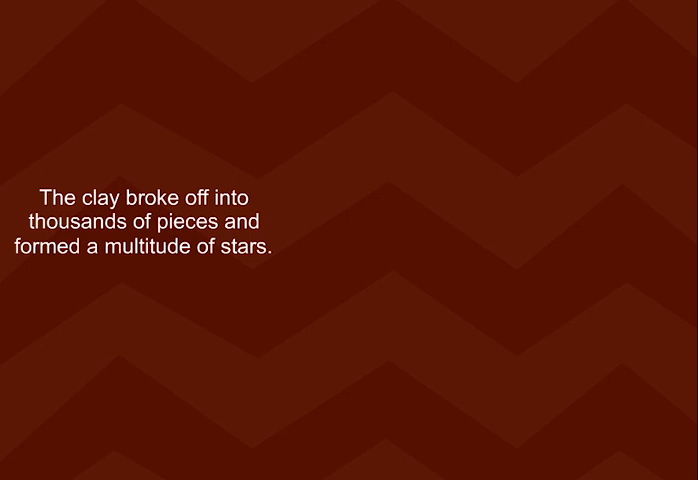 The clay broke off into
thousands of pieces and
formed a multitude of stars.